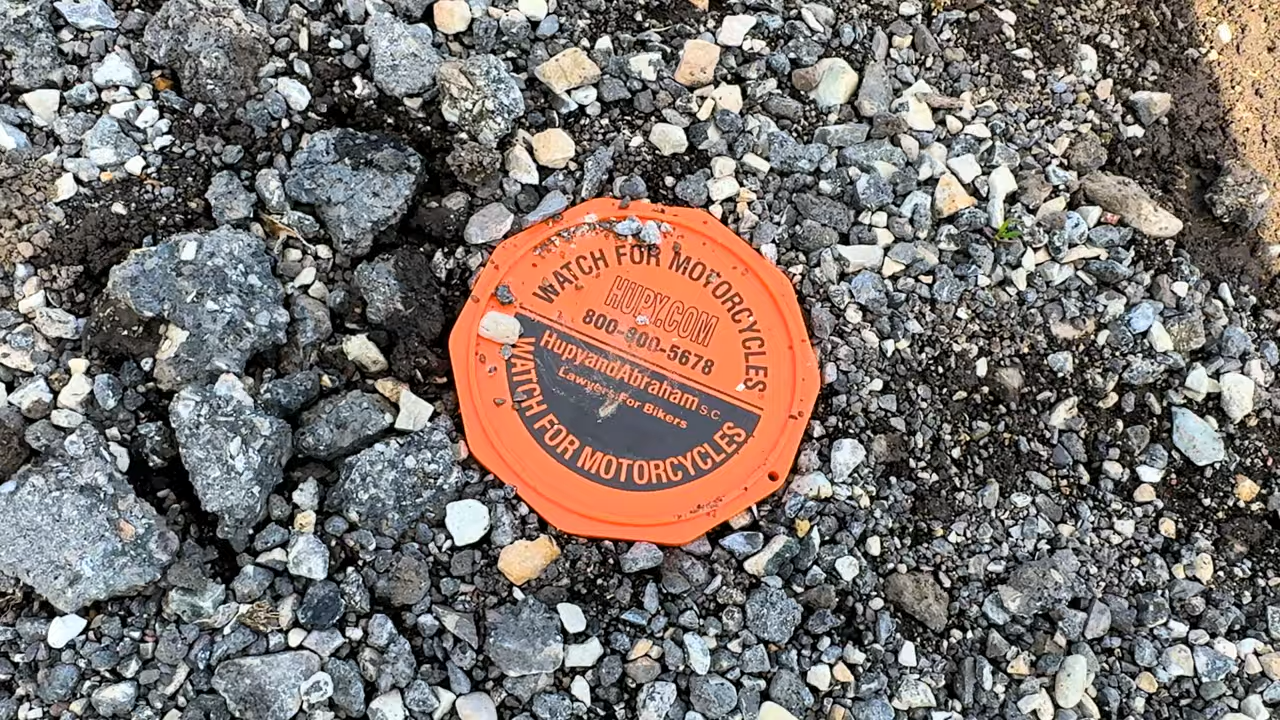 WATCH FOR MOTORCYCLES®
HUPY.COM
800-800-5678
HupyandAbraham S.C.
Lawyers For Bikers
WATCH FOR MOTORCYCLES